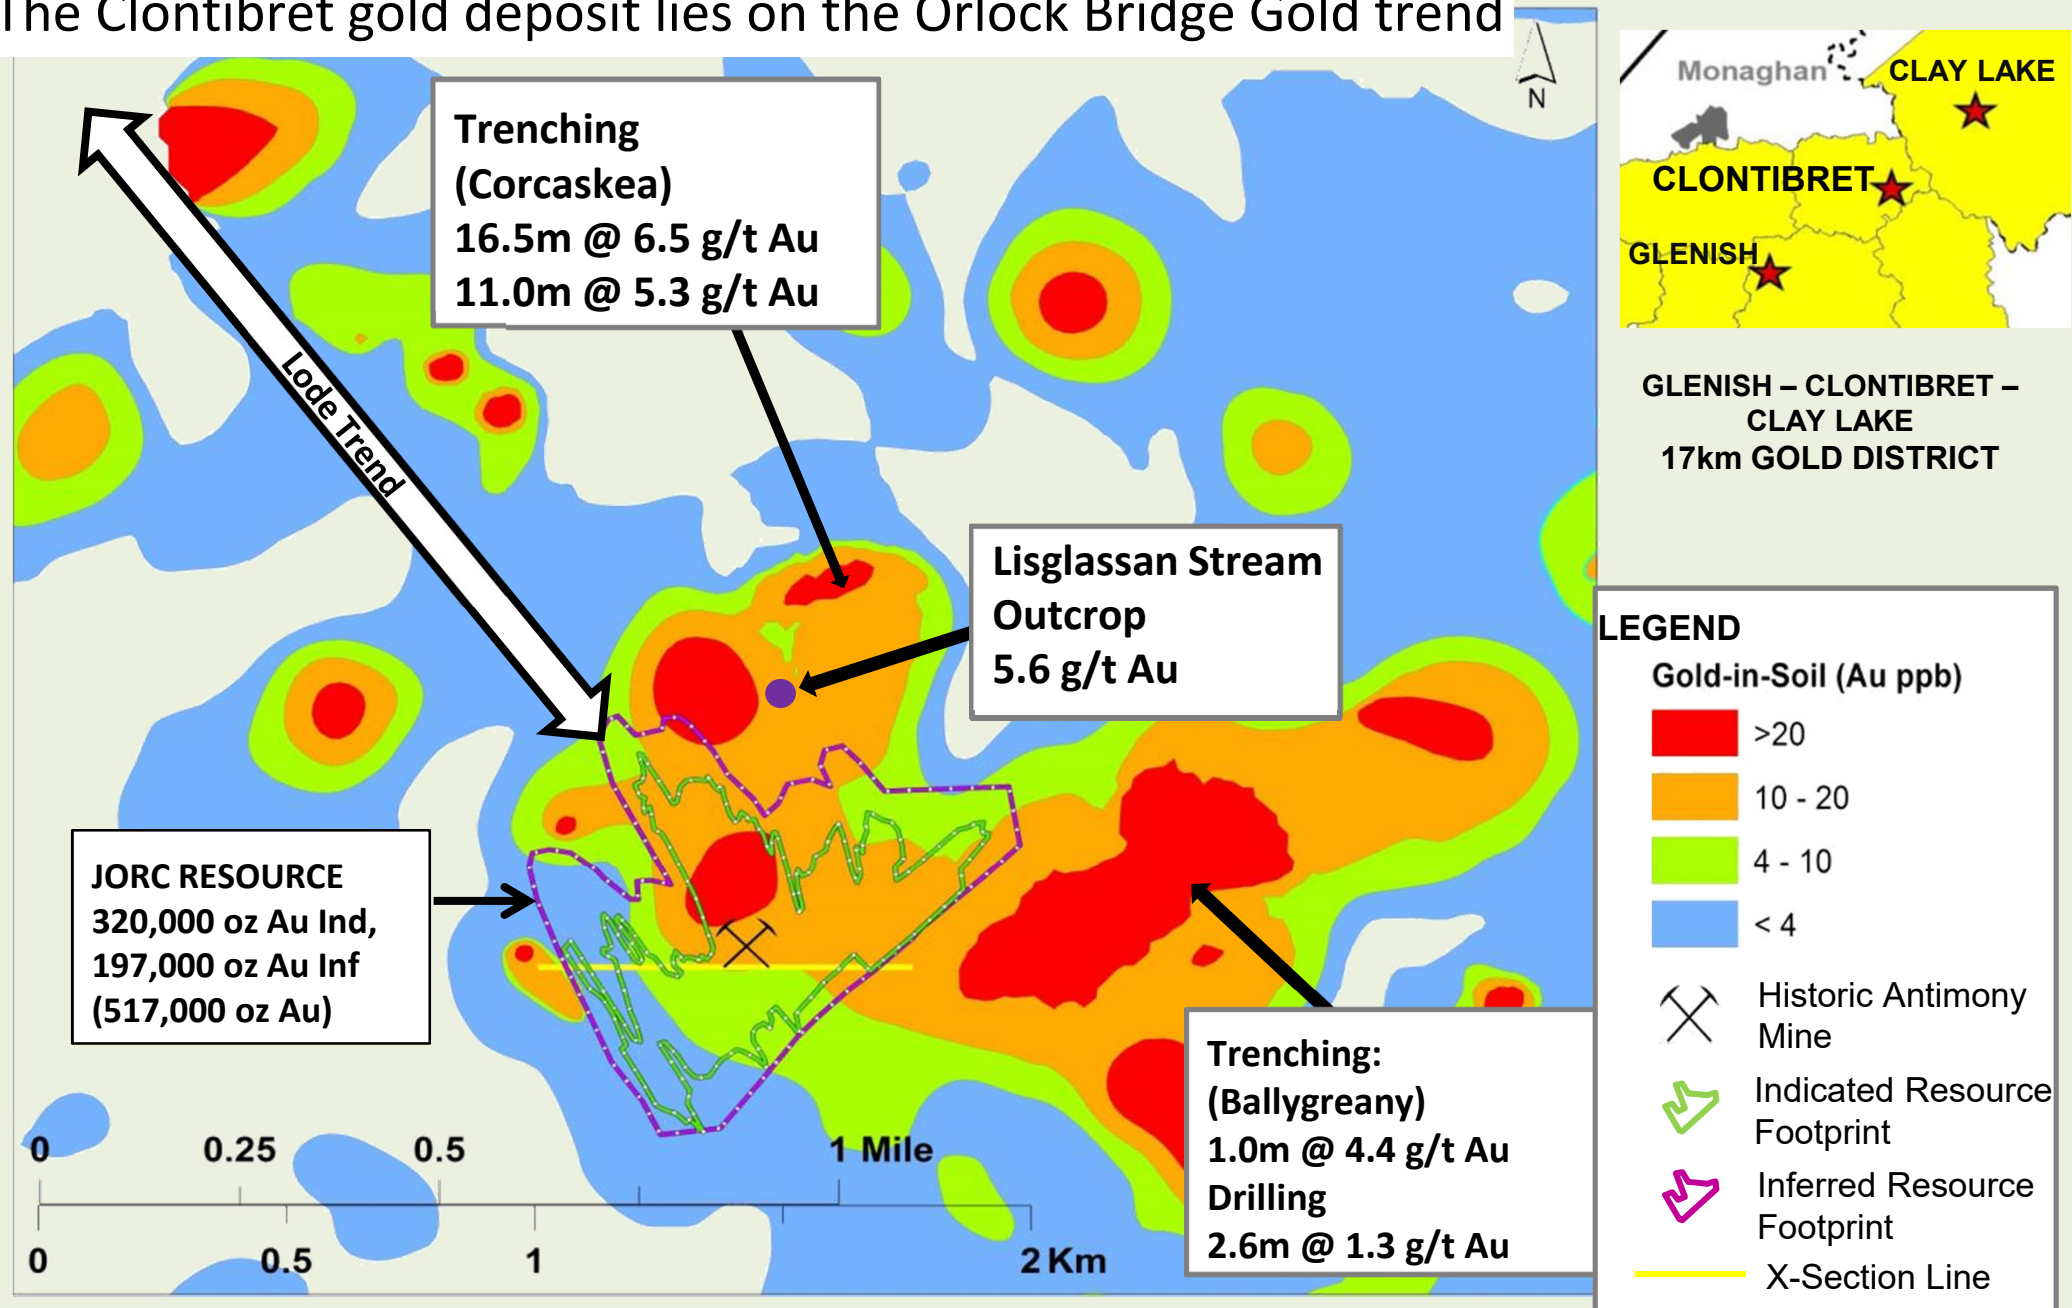 The Clontibret gold deposit lies on the Orlock Bridge Gold trend
N
Trenching
(Corcaskea)
16.5m @ 6.5 g/t Au
11.0m @ 5.3 g/t Au
Lode Trend
Lisglassan Stream
Outcrop
5.6 g/t Au
JORC RESOURCE
320,000 oz Au Ind,
197,000 oz Au Inf
(517,000 oz Au)
Trenching:
(Ballygreany)
1.0m @ 4.4 g/t Au
Drilling
2.6m @ 1.3 g/t Au
0 0.25 0.5 1 Mile
0 0.5 1 2 Km
Monaghan
CLAY LAKE
CLONTIBRET
GLENISH
GLENISH – CLONTIBRET –
CLAY LAKE
17km GOLD DISTRICT
LEGEND
Gold-in-Soil (Au ppb)
>20
10 - 20
4 - 10
< 4
Historic Antimony
Mine
Indicated Resource
Footprint
Inferred Resource
Footprint
X-Section Line